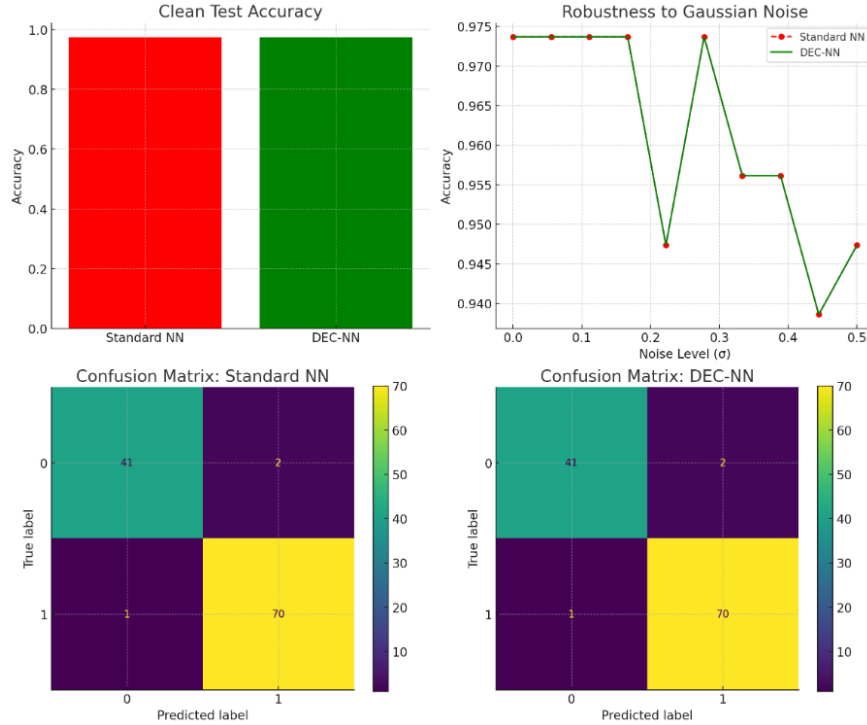 Clean Test Accuracy
Accuracy
1.0
0.8
0.6
0.4
0.2
0.0
Standard NN DEC-NN
Robustness to Gaussian Noise
Standard NN
DEC-NN
Accuracy
0.975
0.970
0.965
0.960
0.955
0.950
0.945
0.940
0.0 0.1 0.2 0.3 0.4 0.5
Noise Level (σ)
Confusion Matrix: Standard NN
True label
0
1
41 2
1 70
0 1
Predicted label
70
60
50
40
30
20
10
Confusion Matrix: DEC-NN
True label
0
1
41 2
1 70
0 1
Predicted label
70
60
50
40
30
20
10